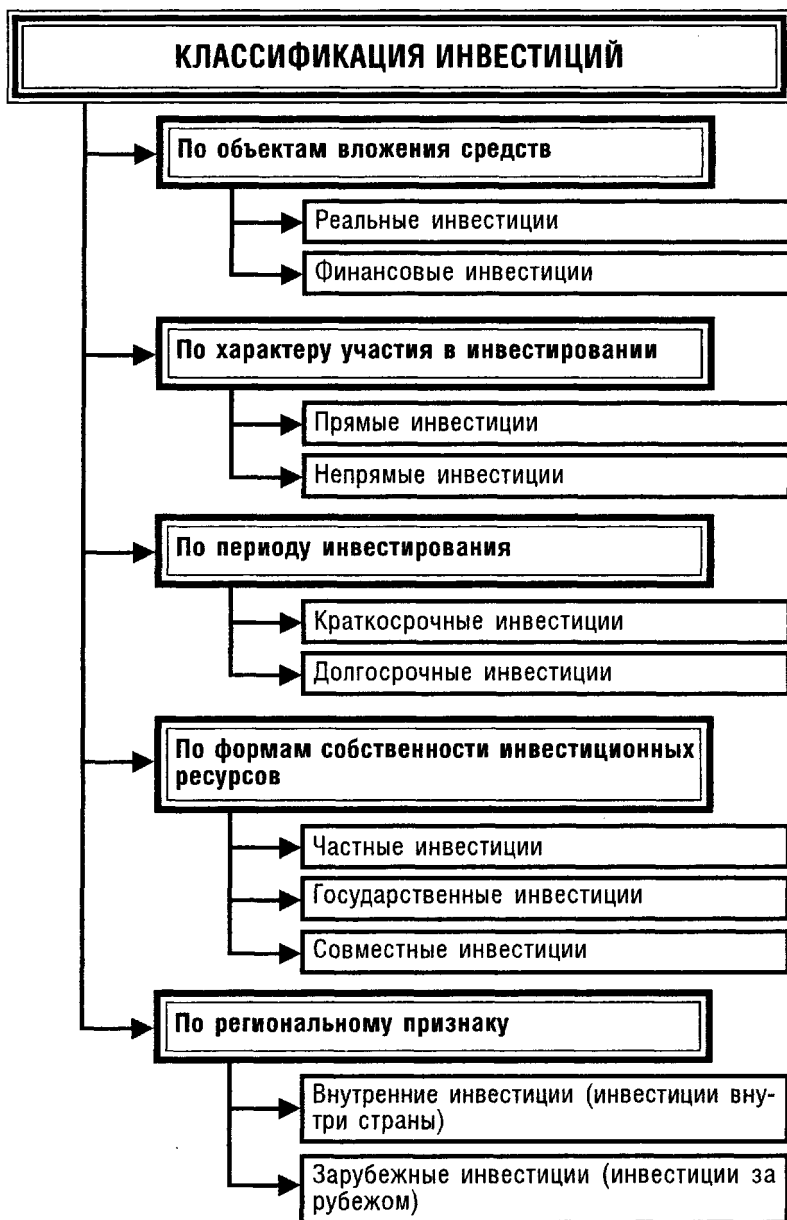 КЛАССИФИКАЦИЯ ИНВЕСТИЦИЙ
По объектам вложения средств
Реальные инвестиции
Финансовые инвестиции
По характеру участия в инвестировании
Прямые инвестиции
Непрямые инвестиции
По периоду инвестирования
Краткосрочные инвестиции
Долгосрочные инвестиции
По формам собственности инвестиционных
ресурсов
Частные инвестиции
Государственные инвестиции
Совместные инвестиции
По региональному признаку
Внутренние инвестиции (инвестиции вну-
три страны)
Зарубежные инвестиции (инвестиции за
рубежом)